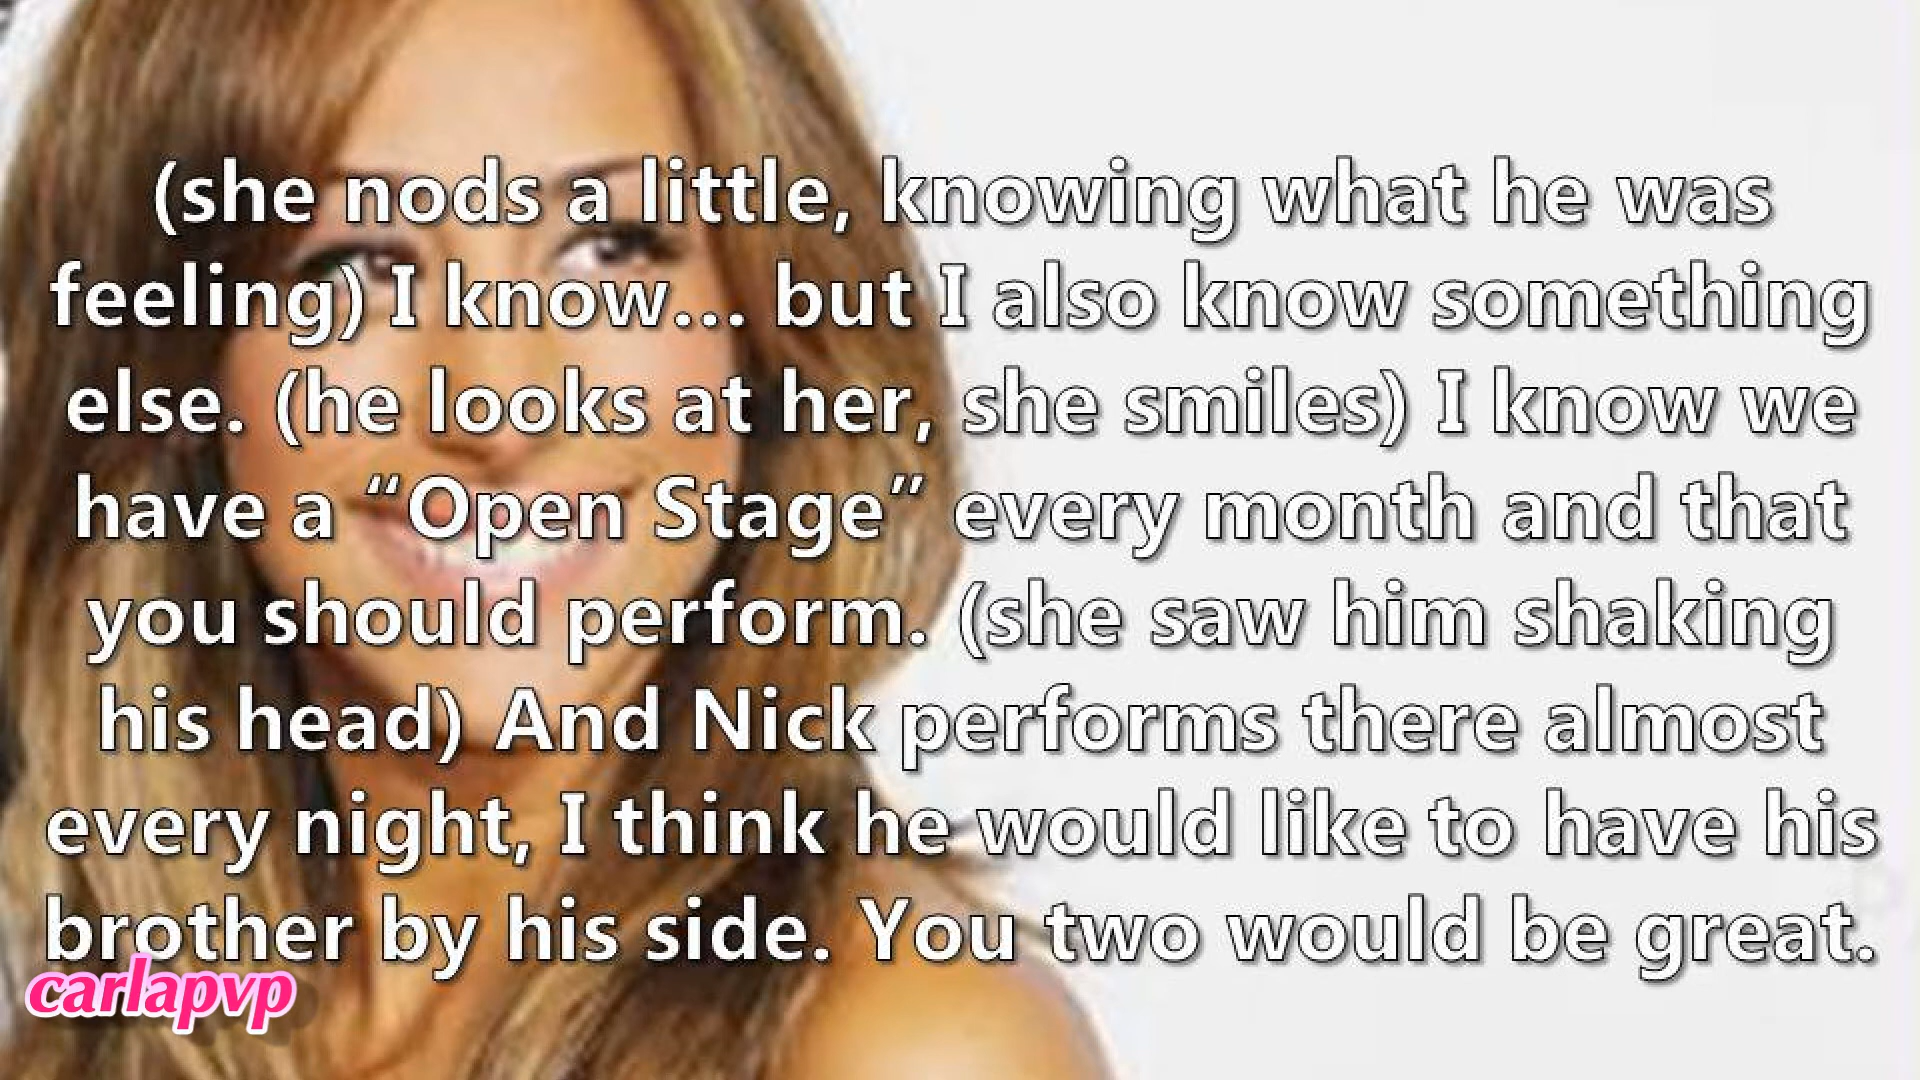 (she nods a little, knowing what he was
feeling) I know... but I also know something
else. (he looks at her, she smiles) I know we
have a “Open Stage” every month and that
you should perform. (she saw him shaking
his head) And Nick performs there almost
every night, I think he would like to have his
brother by his side. You two would be great.
carlapvp